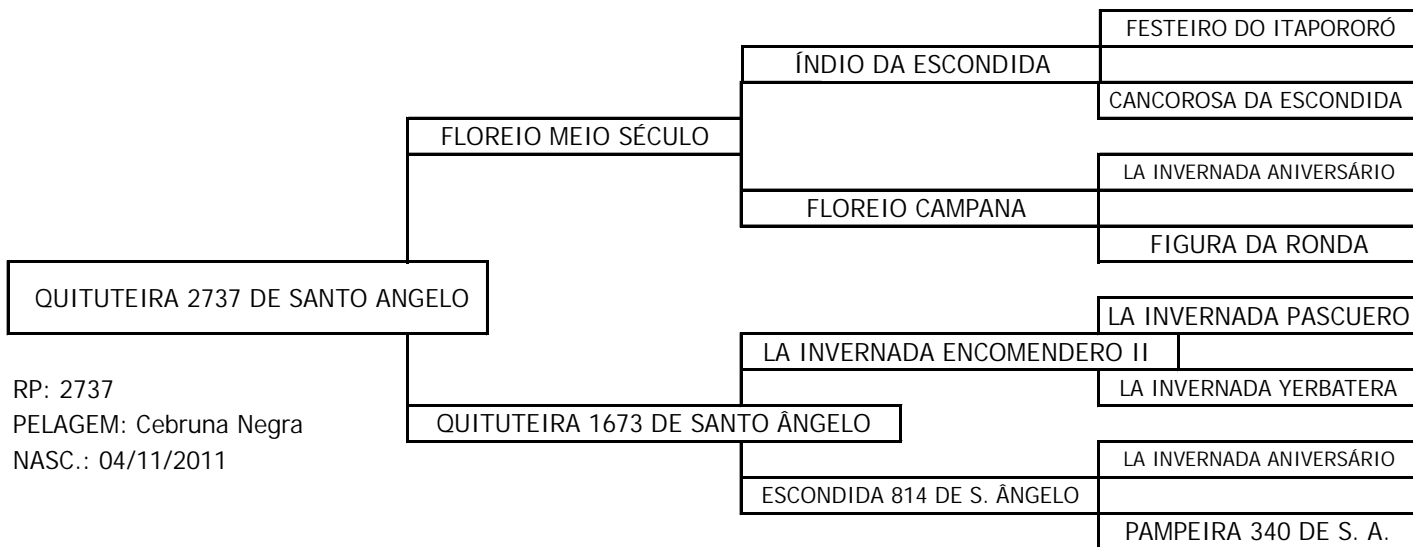 FESTEIRO DO ITAPORORÓ
ÍNDIO DA ESCONDIDA
CANCOROSA DA ESCONDIDA
FLOREIO MEIO SÉCULO
LA INVERNADA ANIVERSÁRIO
FLOREIO CAMPANA
FIGURA DA RONDA
QUITUTEIRA 2737 DE SANTO ANGELO
LA INVERNADA PASCUERO
LA INVERNADA ENCOMENDERO II
RP: 2737
LA INVERNADA YERBATERA
PELAGEM: Cebruna Negra
QUITUTEIRA 1673 DE SANTO ÂNGELO
NASC.: 04/11/2011
LA INVERNADA ANIVERSÁRIO
ESCONDIDA 814 DE S. ÂNGELO
PAMPEIRA 340 DE S. A.